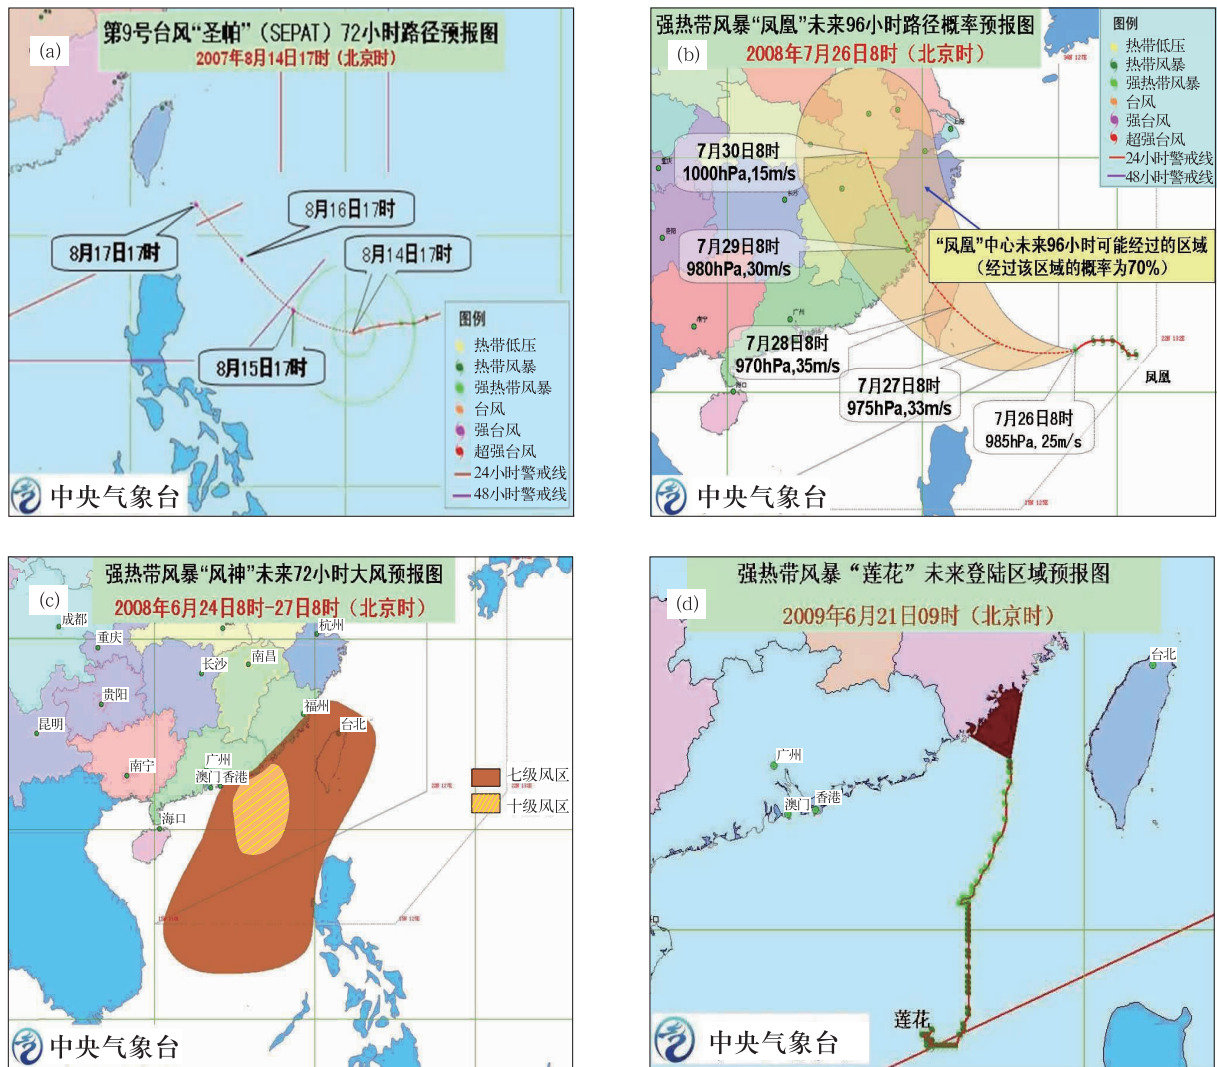 (a)
第9号台风“圣帕”（SEPAT）72小时路径预报图
2007年8月14日17时（北京时）
8月16日17时
8月17日17时
8月14日17时
8月15日17时
图例
热带低压
热带风暴
强热带风暴
台风
强台风
超强台风
24小时警戒线
48小时警戒线
中央气象台
(b)
强热带风暴“凤凰”未来96小时路径概率预报图
2008年7月26日8时（北京时）
图例
热带低压
热带风暴
强热带风暴
台风
强台风
超强台风
24小时警戒线
48小时警戒线
上海
7月30日8时
1000hPa,15m/s
7月29日8时
980hPa,30m/s
“凤凰”中心未来96小时可能经过的区域
（经过该区域的概率为70%）
南宁
广州
7月28日8时
970hPa,35m/s
7月27日8时
975hPa,33m/s
7月26日8时
985hPa,25m/s
凤凰
海口
中央气象台
(c)
强热带风暴“风神”未来72小时大风预报图
2008年6月24日8时-27日8时（北京时）
成都
重庆
杭州
长沙
南昌
贵阳
昆明
福州
台北
南宁
广州
澳门
香港
海口
七级风区
十级风区
中央气象台
(d)
强热带风暴“莲花”未来登陆区域预报图
2009年6月21日09时（北京时）
台北
广州
澳门
香港
莲花
中央气象台